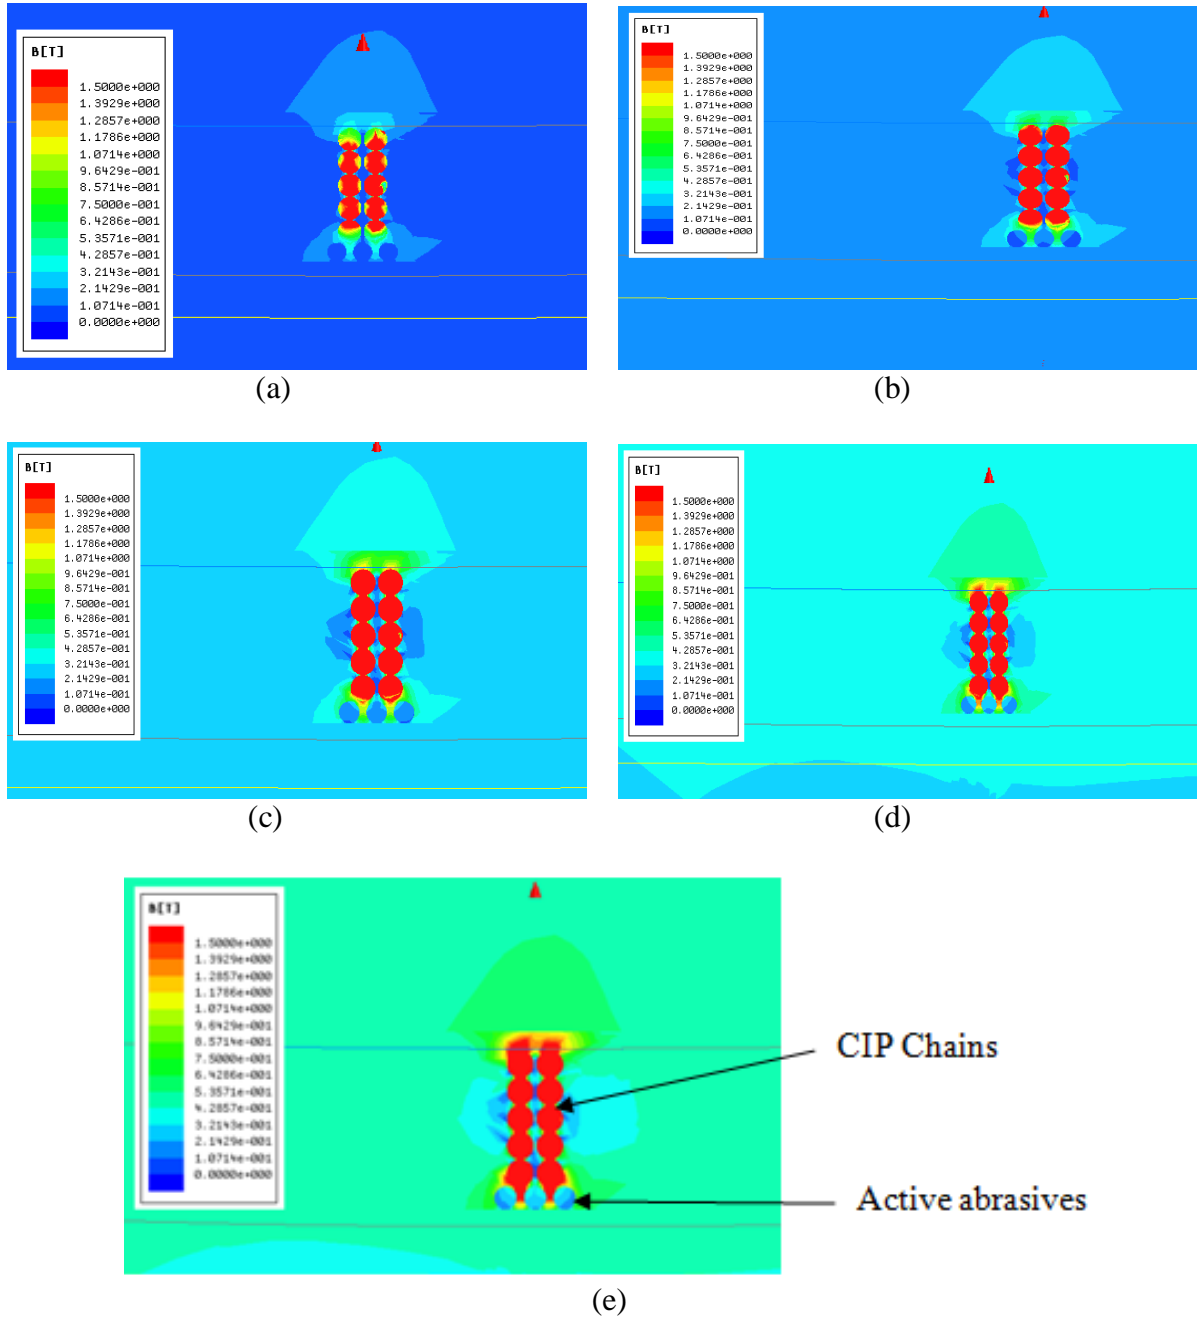 B[T]
1.5000e+000
1.3929e+000
1.2857e+000
1.1786e+000
1.0714e+000
9.6429e-001
8.5714e-001
7.5000e-001
6.4286e-001
5.3571e-001
4.2857e-001
3.2143e-001
2.1429e-001
1.0714e-001
0.0000e+000
(a)
B[T]
1.5000e+000
1.3929e+000
1.2857e+000
1.1786e+000
1.0714e+000
9.6429e-001
8.5714e-001
7.5000e-001
6.4286e-001
5.3571e-001
4.2857e-001
3.2143e-001
2.1429e-001
1.0714e-001
0.0000e+000
(b)
B[T]
1.5000e+000
1.3929e+000
1.2857e+000
1.1786e+000
1.0714e+000
9.6429e-001
8.5714e-001
7.5000e-001
6.4286e-001
5.3571e-001
4.2857e-001
3.2143e-001
2.1429e-001
1.0714e-001
0.0000e+000
(c)
B[T]
1.5000e+000
1.3929e+000
1.2857e+000
1.1786e+000
1.0714e+000
9.6429e-001
8.5714e-001
7.5000e-001
6.4286e-001
5.3571e-001
4.2857e-001
3.2143e-001
2.1429e-001
1.0714e-001
0.0000e+000
(d)
B[T]
1.5000e+000
1.3929e+000
1.2857e+000
1.1786e+000
1.0714e+000
9.6429e-001
8.5714e-001
7.5000e-001
6.4286e-001
5.3571e-001
4.2857e-001
3.2143e-001
2.1429e-001
1.0714e-001
0.0000e+000
CIP Chains
Active abrasives
(e)